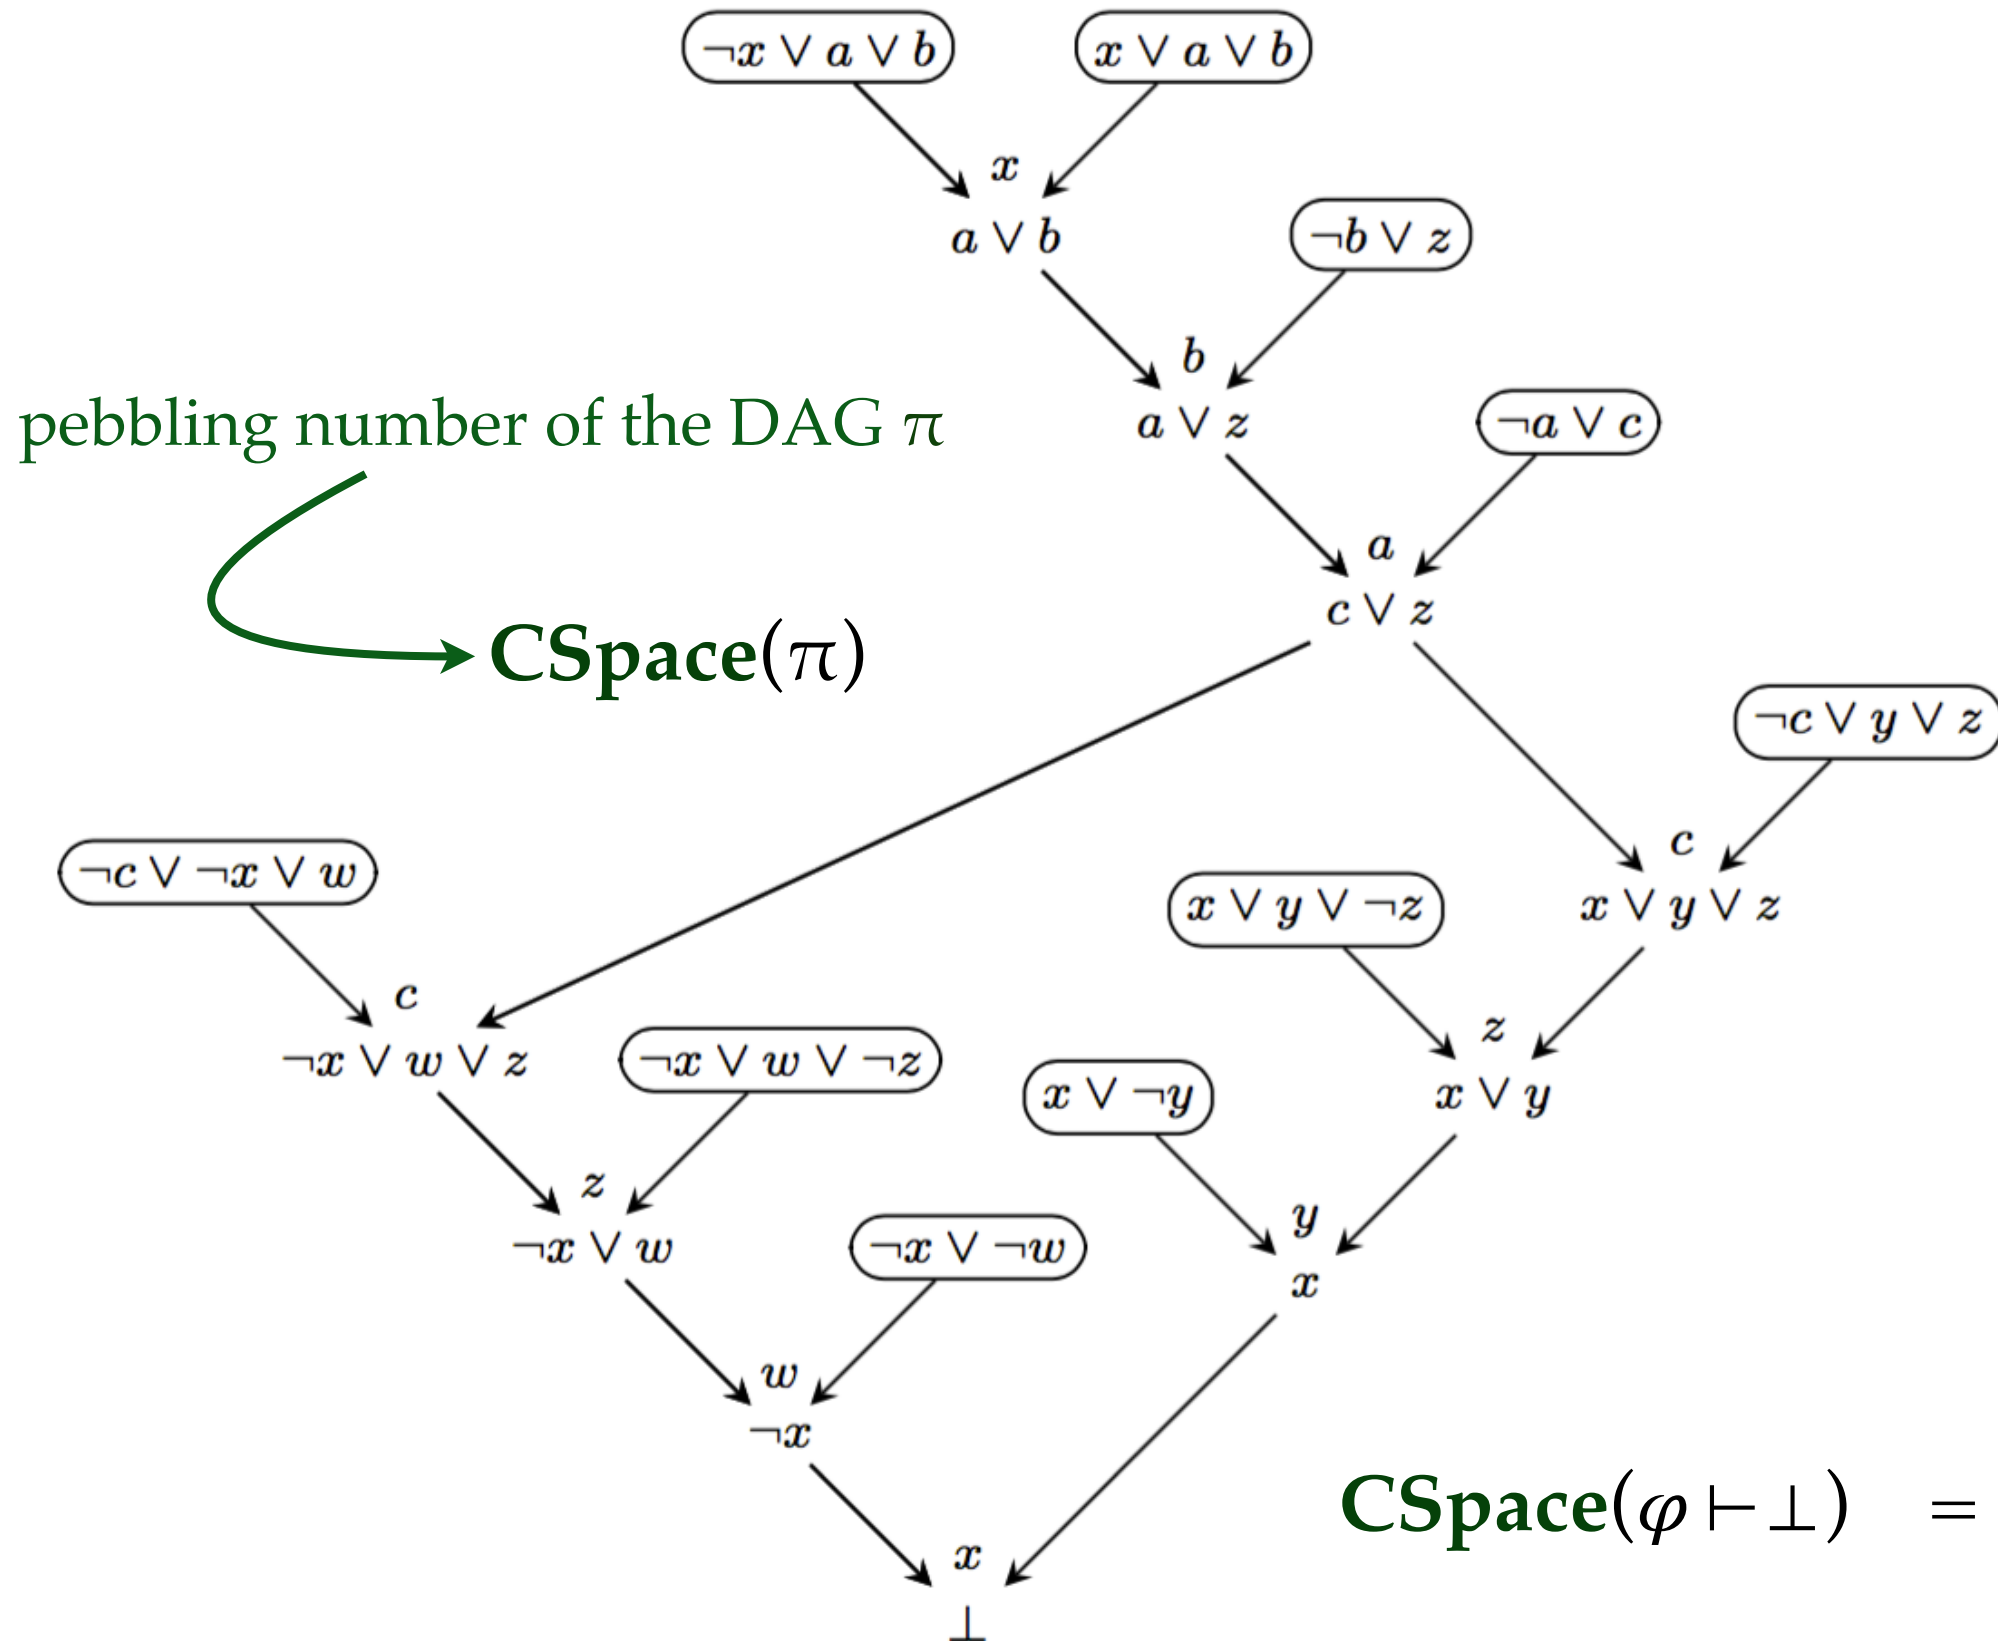 ¬x ∨ a ∨ b
x ∨ a ∨ b
x
a ∨ b
¬b ∨ z
b
pebbling number of the DAG π
a ∨ z
¬a ∨ c
a
c ∨ z
CSpace(π)
¬c ∨ y ∨ z
c
¬c ∨ ¬x ∨ w
x ∨ y ∨ ¬z
x ∨ y ∨ z
c
z
¬x ∨ w ∨ z
¬x ∨ w ∨ ¬z
x ∨ ¬y
x ∨ y
z
y
¬x ∨ w
¬x ∨ ¬w
x
w
¬x
CSpace(φ ⊢ ⊥) =
x
⊥